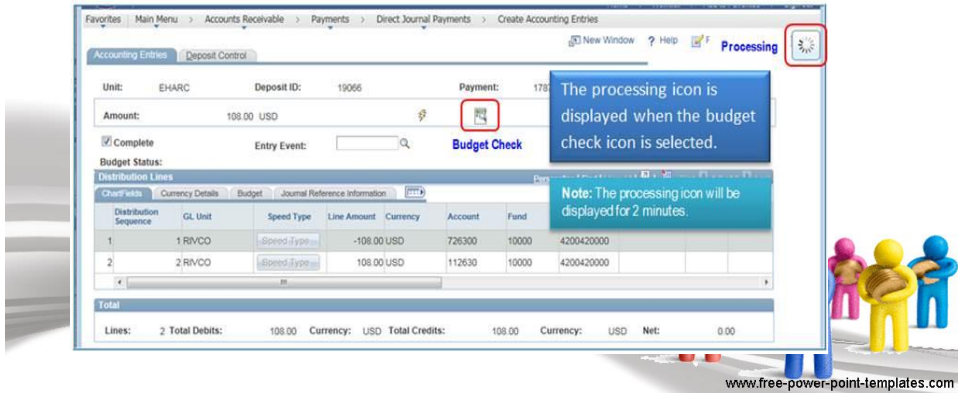 Favorites Main Menu > Accounts Receivable > Payments > Direct Journal Payments > Create Accounting Entries
New Window ? Help
Processing
Accounting Entries Deposit Control
Unit: EHARC Deposit ID: 19066 Payment:
Amount: 108.00 USD
Complete Entry Event: Budget Check
Budget Status:
The processing icon is
displayed when the budget
check icon is selected.
Distribution Lines
ChartFields Currency Details Budget Journal Reference Information
Note: The processing icon will be
displayed for 2 minutes.
Distribution Sequence GL Unit Speed Type Line Amount Currency Account Fund
1 1 RIVCO Speed Type -108.00 USD 726300 10000 4200420000
2 2 RIVCO Speed Type 108.00 USD 112630 10000 4200420000
Total
Lines: 2 Total Debits: 108.00 Currency: USD Total Credits: 108.00 Currency: USD Net: 0.00
www.free-power-point-templates.com